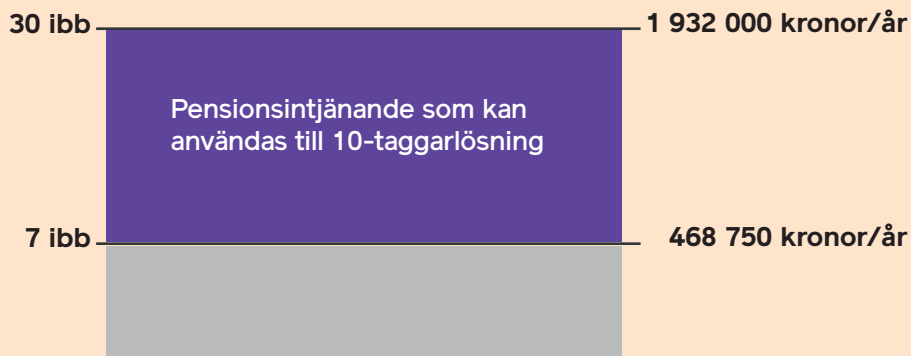 30 ibb
1 932 000 kronor/år
Pensionsintjänande som kan
användas till 10-taggarlösning
7 ibb
468 750 kronor/år